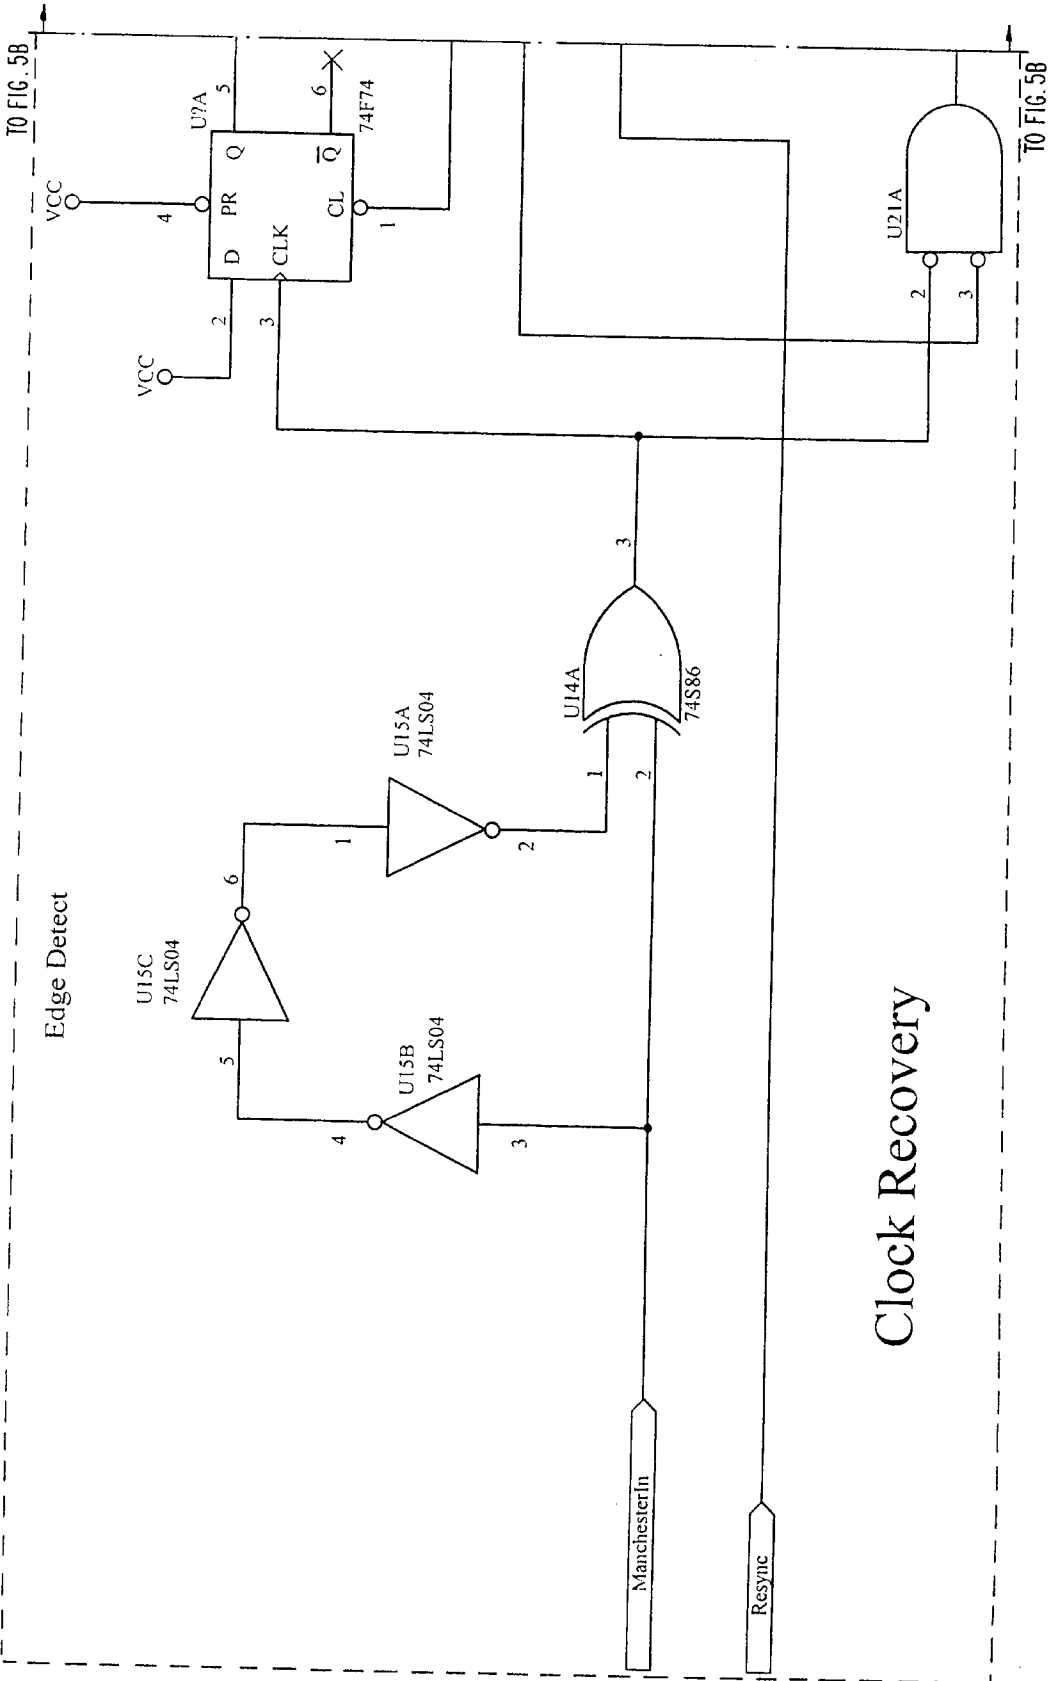 TO FIG. 5B
VCC
4
U?A
5
Q
6
Q
74F74
PR
CL
1
D
CLK
2
3
VCC
U21A
2
3
TO FIG. 5B
3
U14A
74S86
1
2
U15A
74LS04
1
2
U15C
74LS04
6
5
U15B
74LS04
4
3
Edge Detect
Clock Recovery
ManchesterIn
Resync